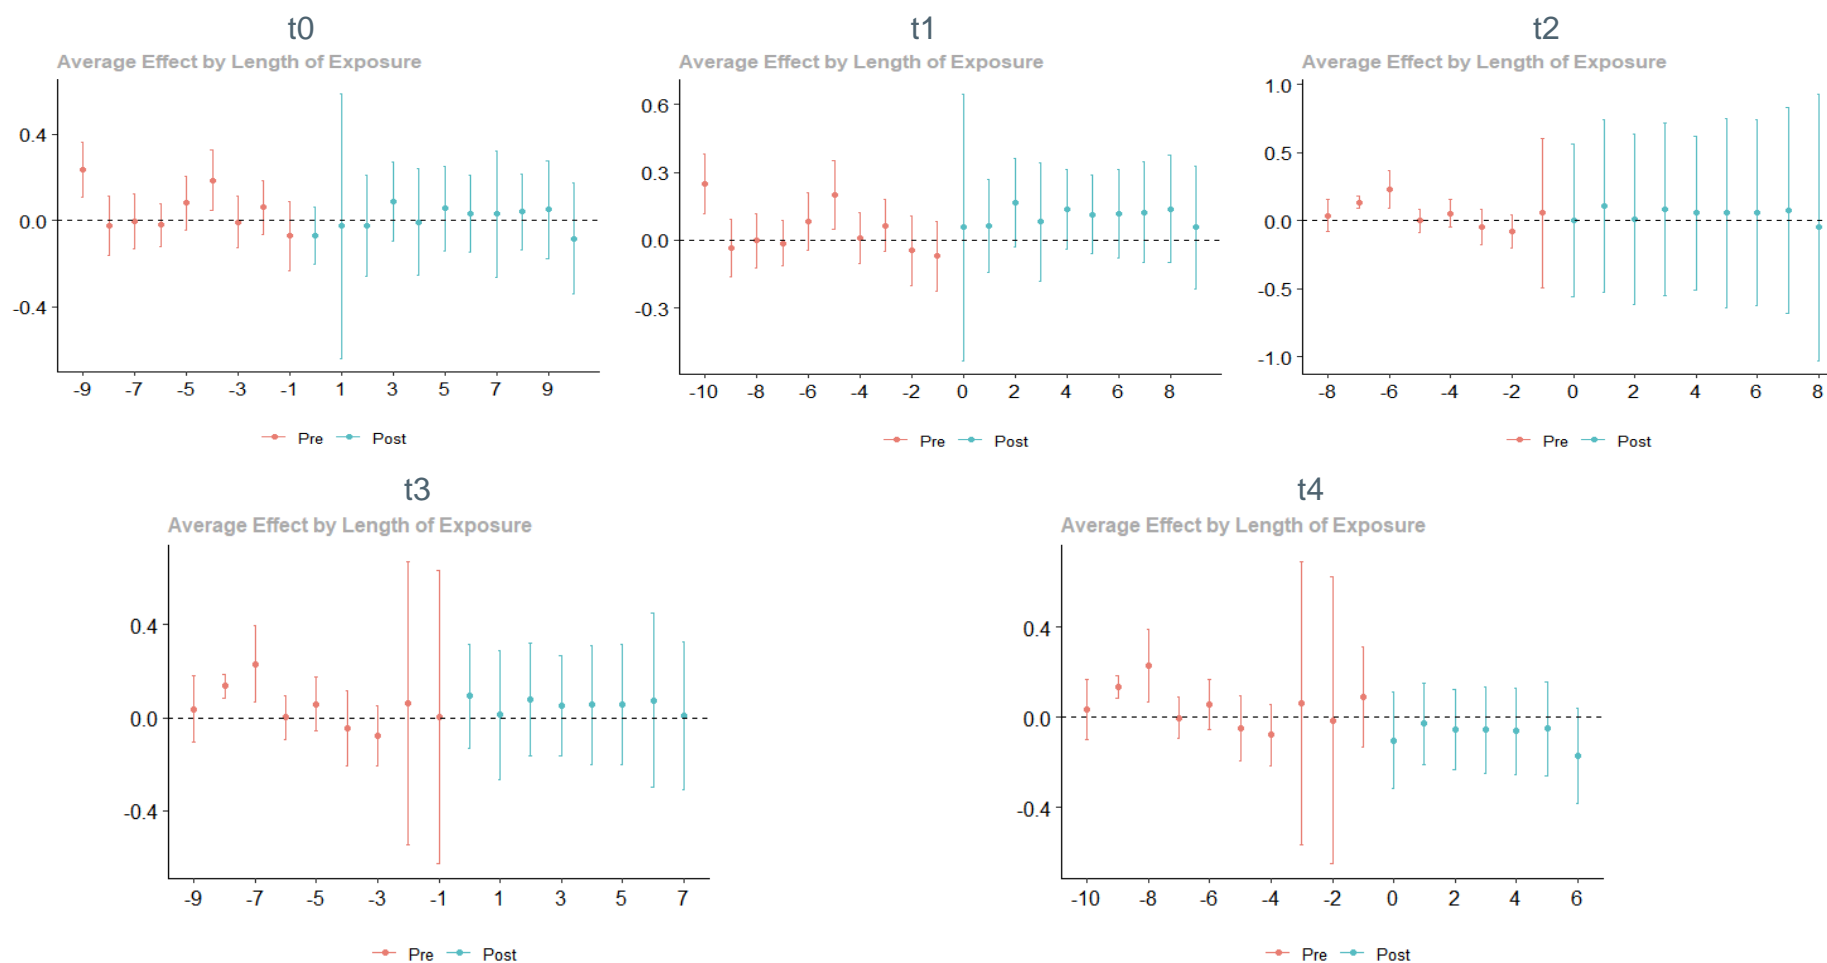 t0
Average Effect by Length of Exposure
0.4
0.0
-0.4
-9 -7 -5 -3 -1 1 3 5 7 9
Pre Post
t1
Average Effect by Length of Exposure
0.6
0.3
0.0
-0.3
-10 -8 -6 -4 -2 0 2 4 6 8
Pre Post
t2
Average Effect by Length of Exposure
1.0
0.5
0.0
-0.5
-1.0
-8 -6 -4 -2 0 2 4 6 8
Pre Post
t3
Average Effect by Length of Exposure
0.4
0.0
-0.4
-9 -7 -5 -3 -1 1 3 5 7
Pre Post
t4
Average Effect by Length of Exposure
0.4
0.0
-0.4
-10 -8 -6 -4 -2 0 2 4 6
Pre Post